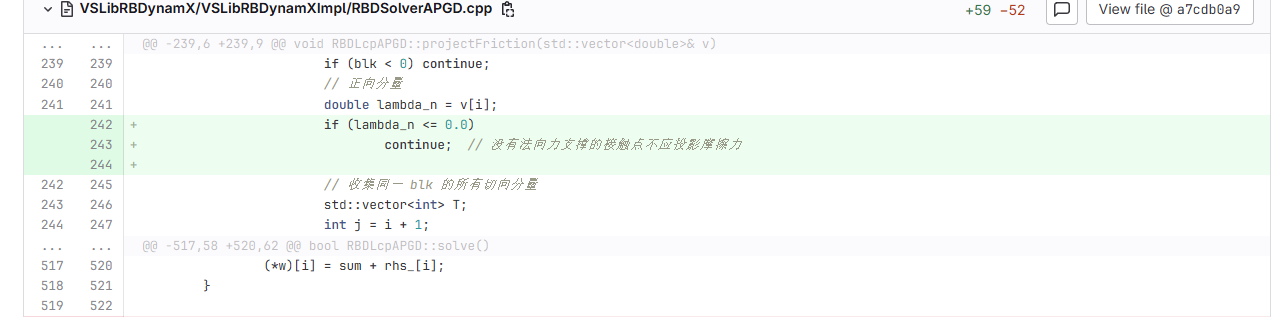 VSLibRBDynamX/VSLibRBDynamXImpl/RBDSolverAPGD.cpp +59 −52 View file @ a7cdb0a9
... ... @@ -239,6 +239,9 @@ void RBDLcpAPGD::projectFriction(std::vector<double>& v)
239 239 if (blk < 0) continue;
240 240 // 正向分量
241 241 double lambda_n = v[i];
242 + if (lambda_n <= 0.0)
243 + continue; // 没有法向力支撑的接触点不应投影摩擦力
244 +
242 245 // 收集同一 blk 的所有切向分量
243 246 std::vector<int> T;
244 247 int j = i + 1;
... ... @@ -517,58 +520,62 @@ bool RBDLcpAPGD::solve()
517 520 (*w)[i] = sum + rhs_[i];
518 521 }
519 522